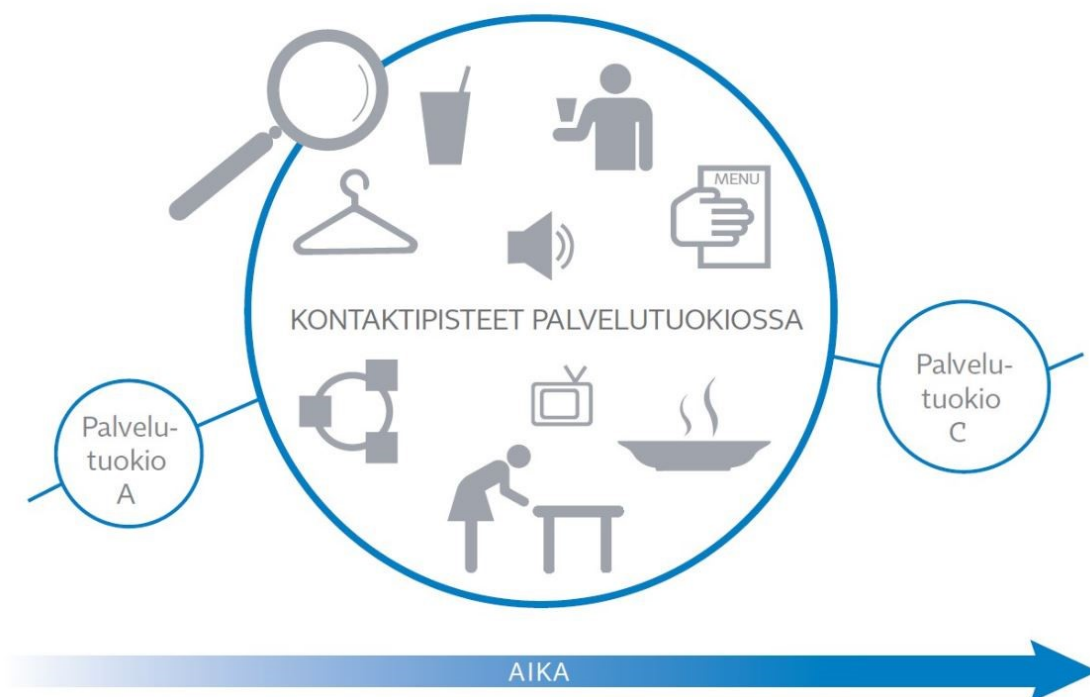 MENU
KONTAKTIPISTEET PALVELUTUOKIOSSA
Palvelu-
tuokio
A
Palvelu-
tuokio
C
AIKA